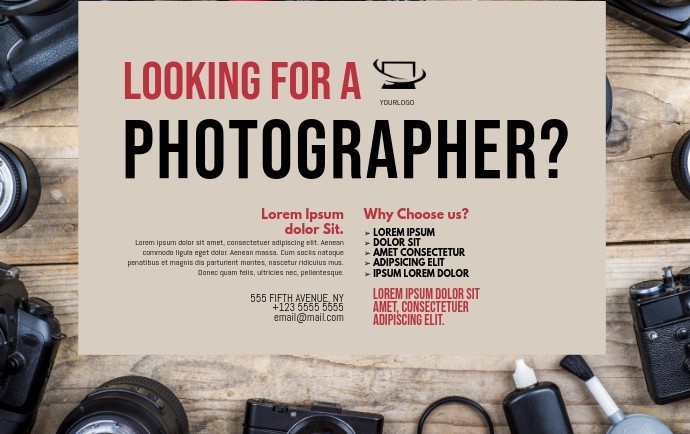 LOOKING FOR A
YOURLOGO
PHOTOGRAPHER?
Lorem Ipsum
dolor Sit.
Lorem ipsum dolor sit amet, consectetuer adipiscing elit. Aenean
commodo ligula eget dolor. Aenean massa. Cum sociis natoque
penatibus et magnis dis parturient montes, nascetur ridiculus mus.
Donec quam felis, ultricies nec, pellentesque.
555 FIFTH AVENUE, NY
+123 5555 5555
email@mail.com
Why Choose us?
➢ LOREM IPSUM
➢ DOLOR SIT
➢ AMET CONSECTETUR
➢ ADIPISCING ELIT
➢ IPSUM LOREM DOLOR
LOREM IPSUM DOLOR SIT
AMET, CONSECTETUER
ADIPISCING ELIT.